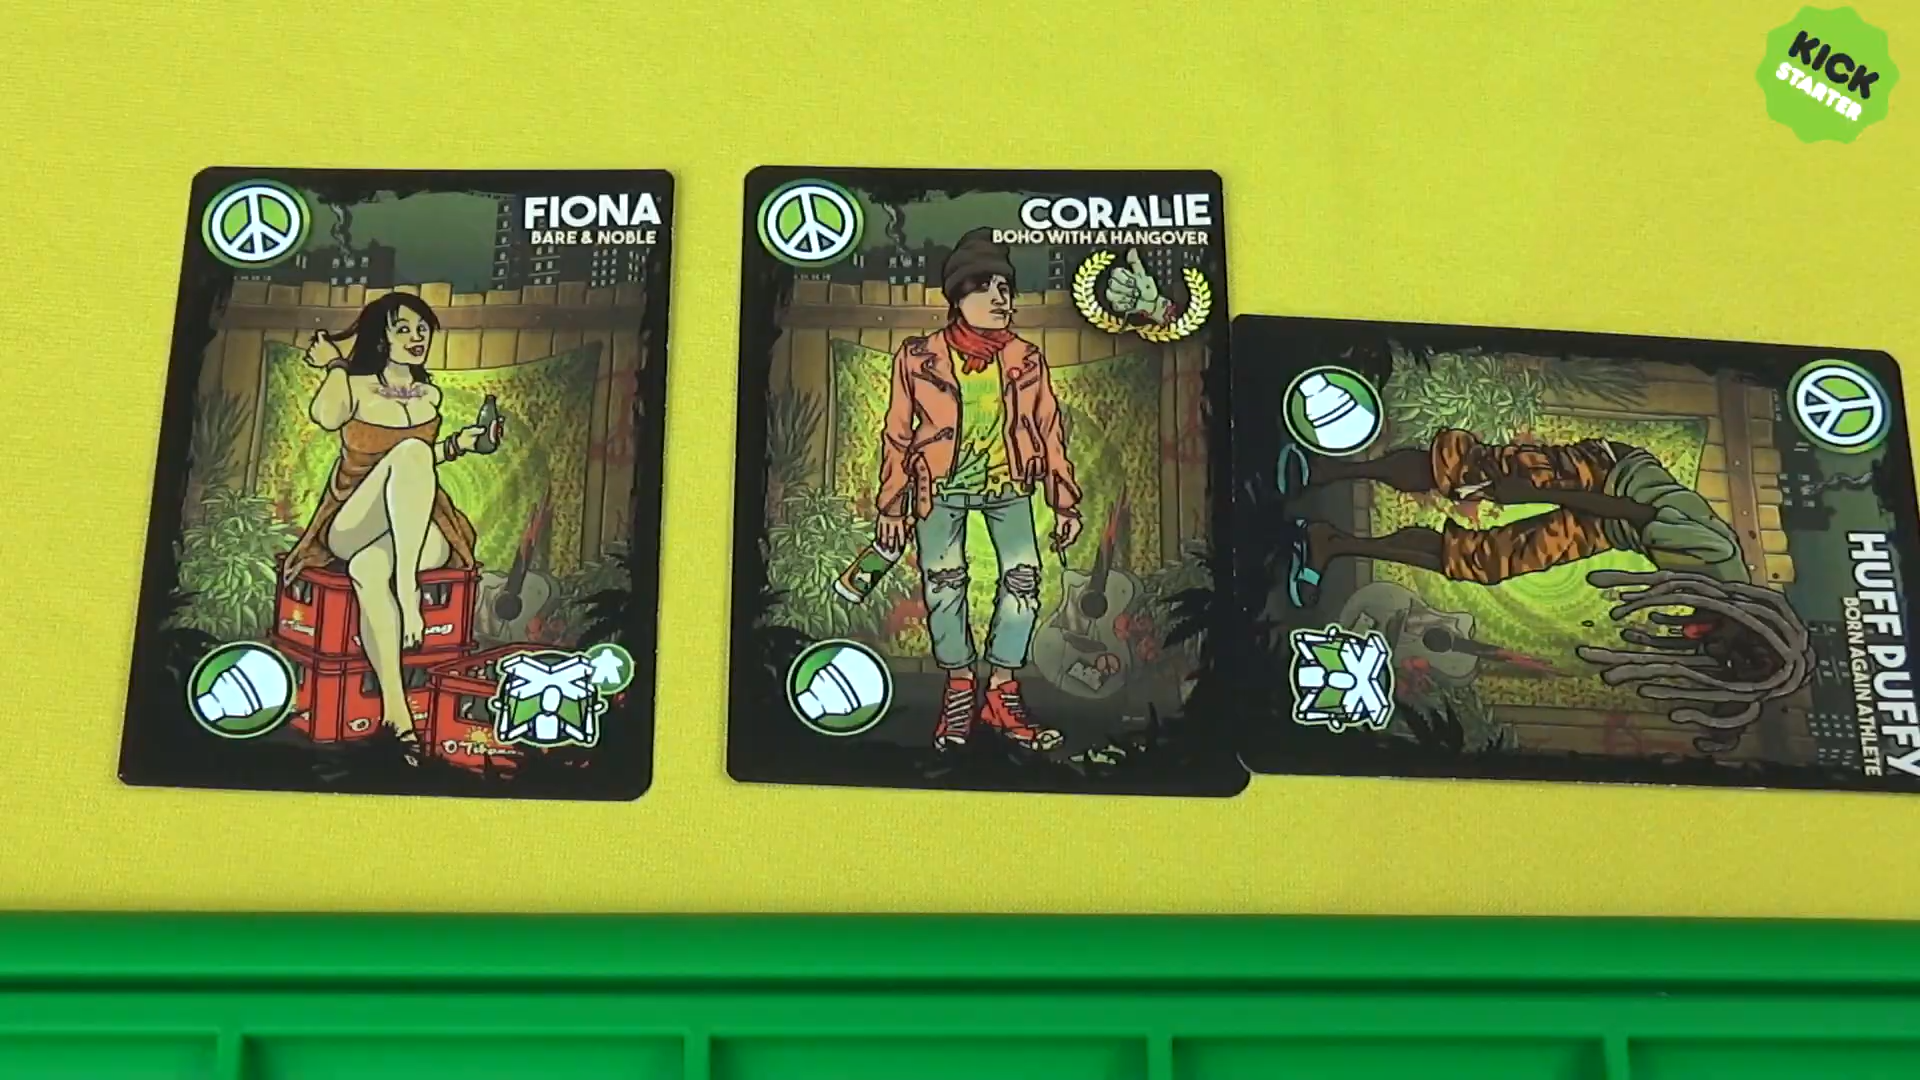 KICK
STARTER
FIONA
BARE & NOBLE
CORALIE
BOHO WITH A HANGOVER
HUFF PUFFY
BORN AGAIN ATHLETE